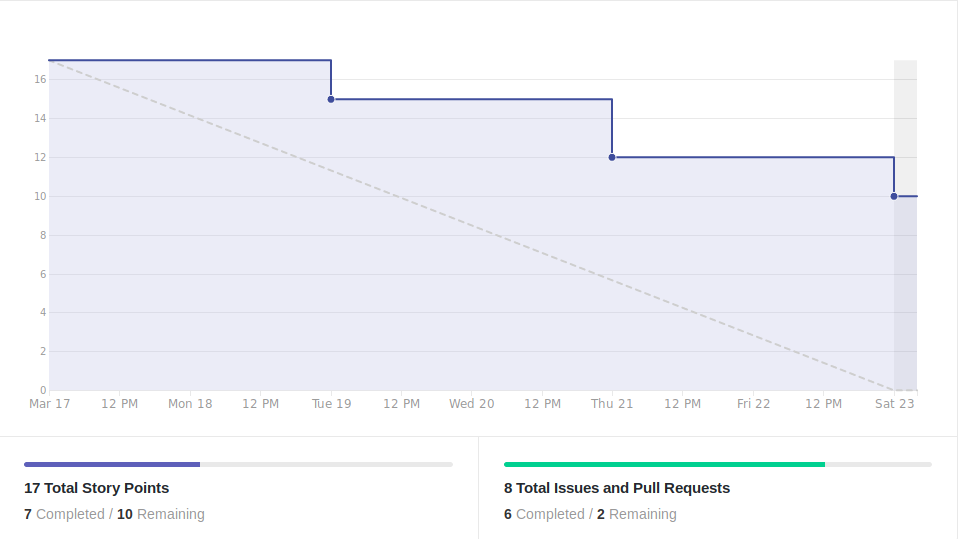 16
14
12
10
8
6
4
2
0
Mar 17 12 PM Mon 18 12 PM Tue 19 12 PM Wed 20 12 PM Thu 21 12 PM Fri 22 12 PM Sat 23
17 Total Story Points
7 Completed / 10 Remaining
8 Total Issues and Pull Requests
6 Completed / 2 Remaining